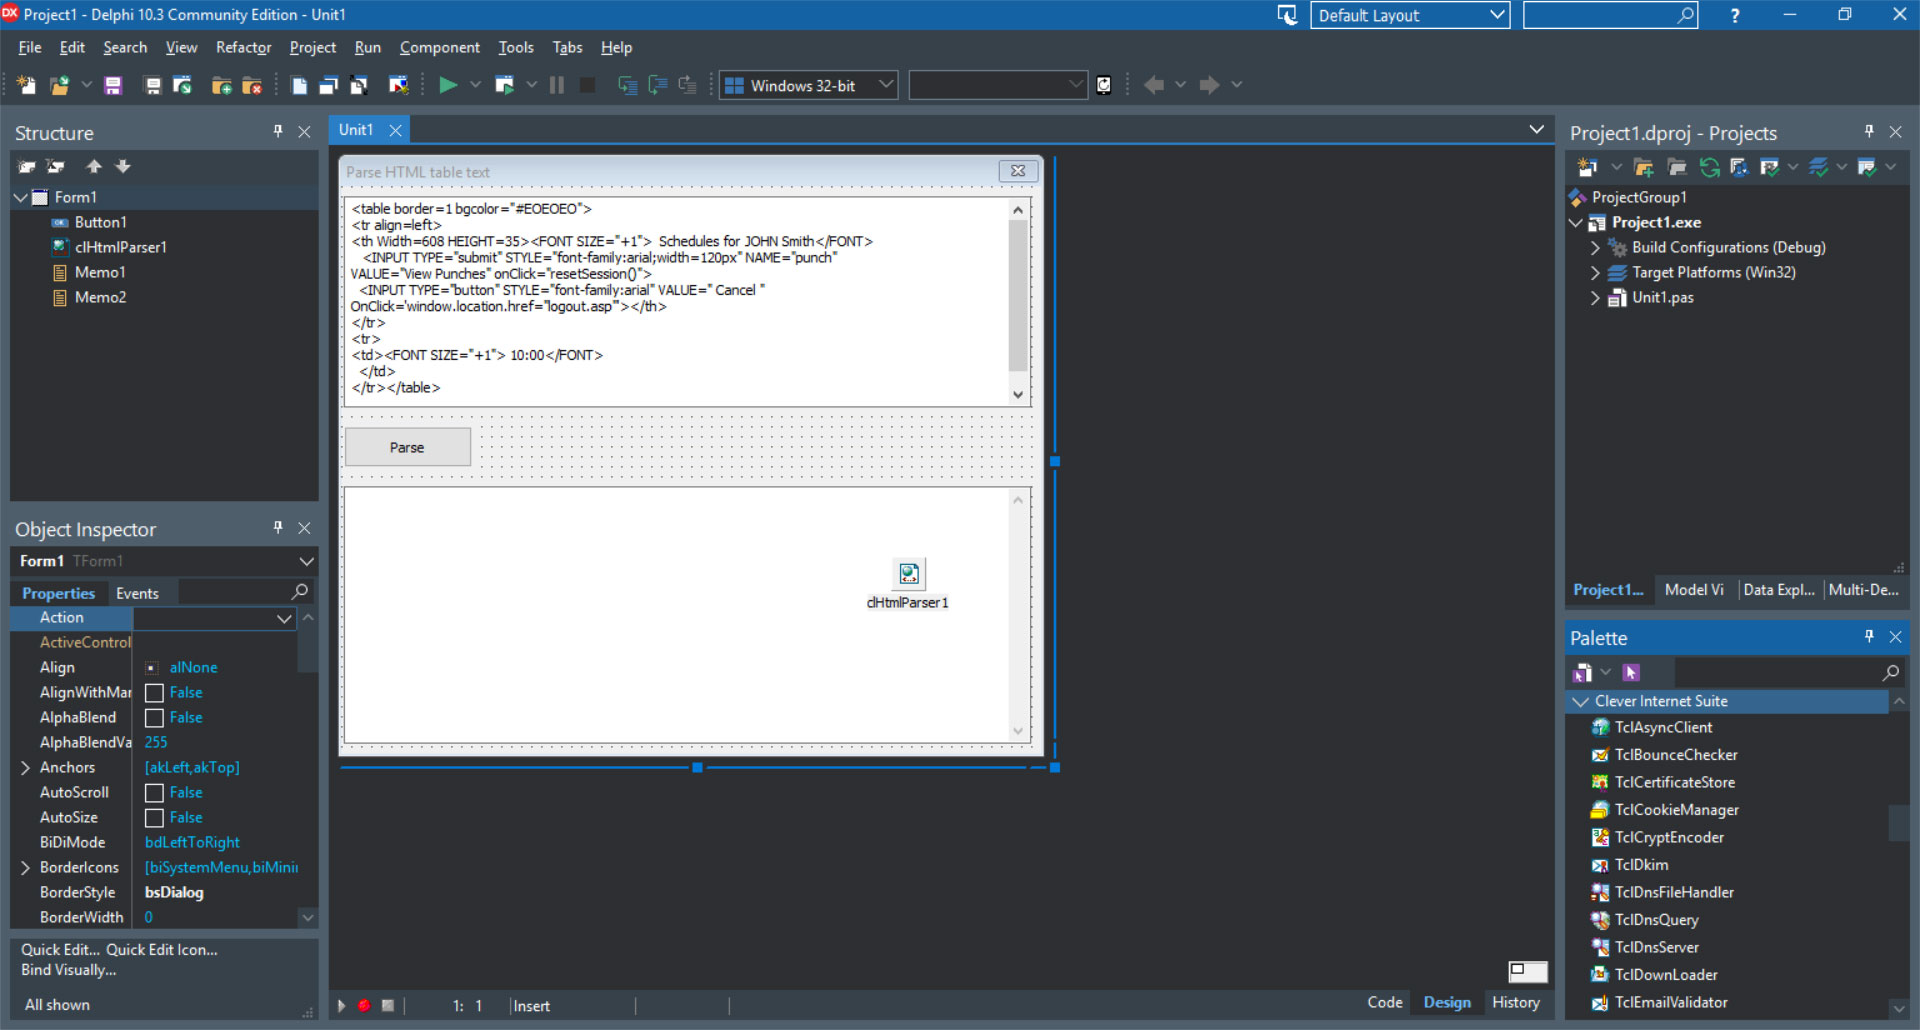 DX Project1 - Delphi 10.3 Community Edition - Unit1
Default Layout
?
File Edit Search View Refactor Project Run Component Tools Tabs Help
Windows 32-bit
Structure
Form1
Button1
clHtmlParser1
Memo1
Memo2
Object Inspector
Form1 TForm1
Properties Events
Action
ActiveControl
Align alNone
AlignWithMar False
AlphaBlend False
AlphaBlendVa 255
Anchors [akLeft,akTop]
AutoScroll False
AutoSize False
BiDiMode bdLeftToRight
BorderIcons [biSystemMenu,biMinir
BorderStyle bsDialog
BorderWidth 0
Quick Edit... Quick Edit Icon...
Bind Visually...
All shown
Unit1
Parse HTML table text
<table border=1 bgcolor="#EOEOEO">
<tr align=left>
<th Width=608 HEIGHT=35><FONT SIZE="+1"> Schedules for JOHN Smith</FONT>
<INPUT TYPE="submit" STYLE="font-family:arial;width=120px" NAME="punch"
VALUE="View Punches" onClick="resetSession()">
<INPUT TYPE="button" STYLE="font-family:arial" VALUE=" Cancel "
OnClick='window.location.href="logout.asp"'></th>
</tr>
<tr>
<td><FONT SIZE="+1"> 10:00</FONT>
</td>
</tr></table>
Parse
clHtmlParser1
1: 1 Insert
Code Design History
Project1.dproj - Projects
ProjectGroup1
Project1.exe
Build Configurations (Debug)
Target Platforms (Win32)
Unit1.pas
Project1... Model Vi Data Expl... Multi-De...
Palette
Clever Internet Suite
TclAsyncClient
TclBounceChecker
TclCertificateStore
TclCookieManager
TclCryptEncoder
TclDkim
TclDnsFileHandler
TclDnsQuery
TclDnsServer
TclDownLoader
TclEmailValidator